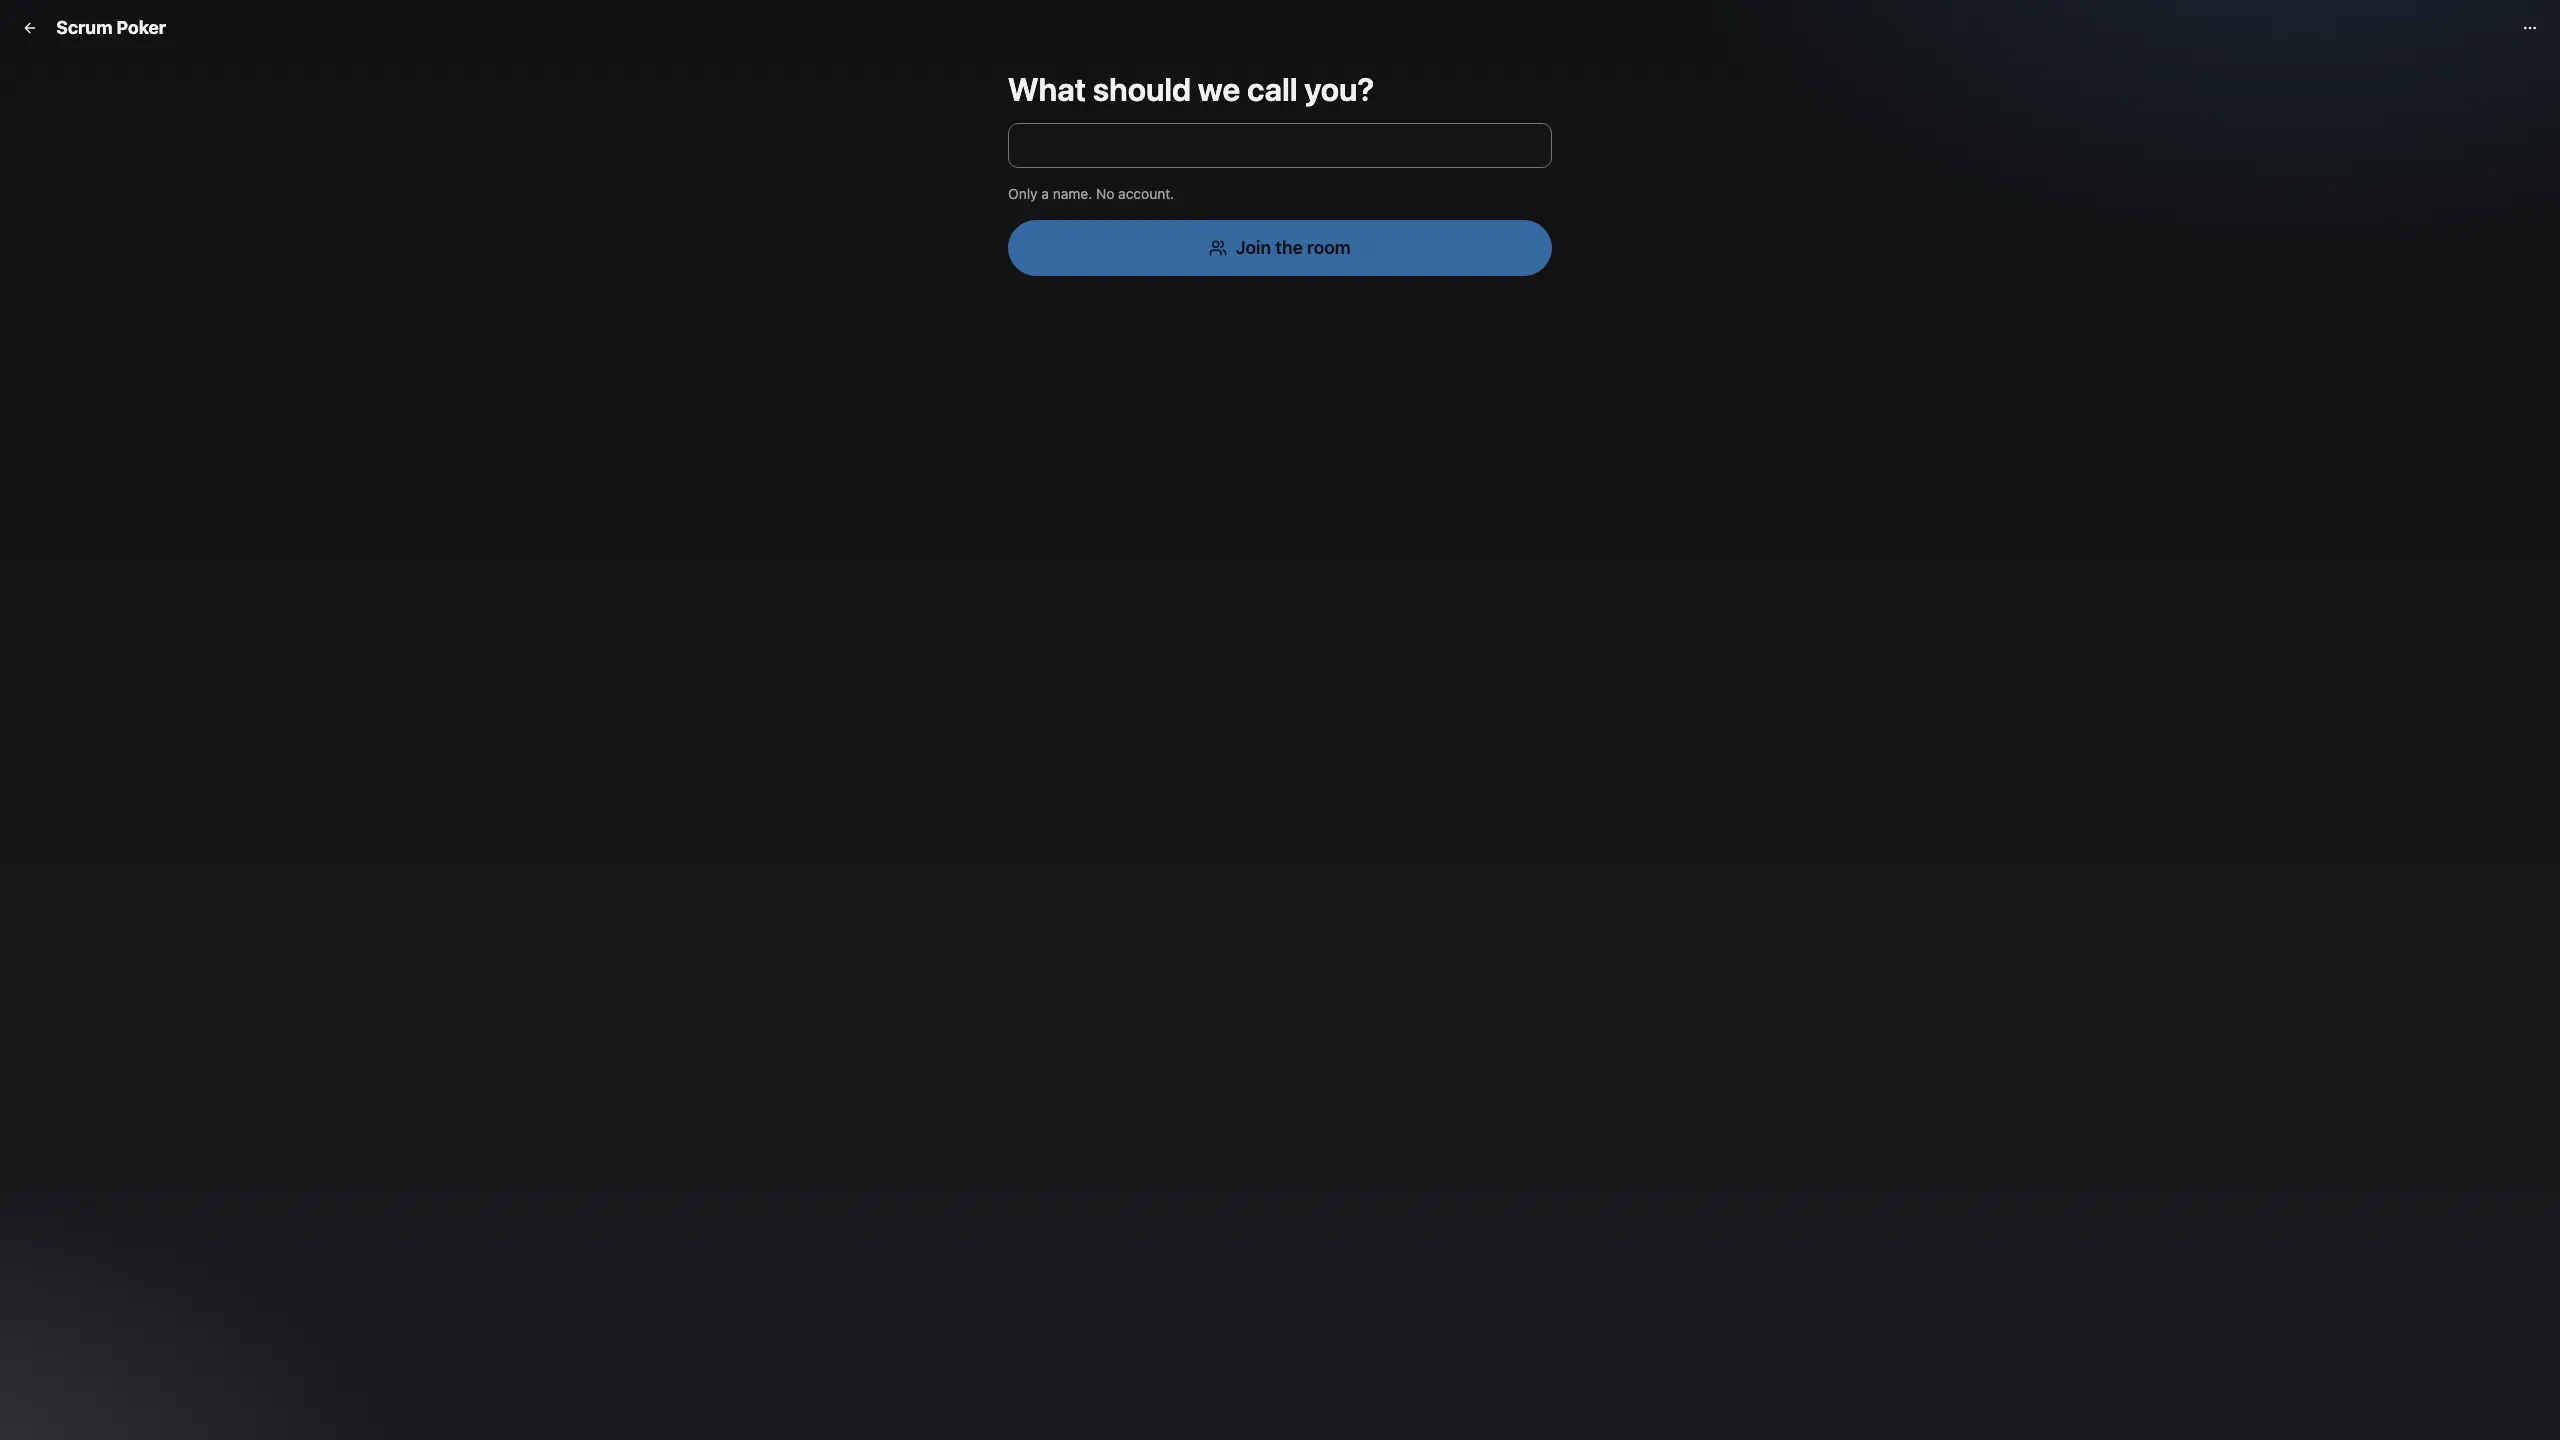 Scrum Poker
What should we call you?
Only a name. No account.
Join the room